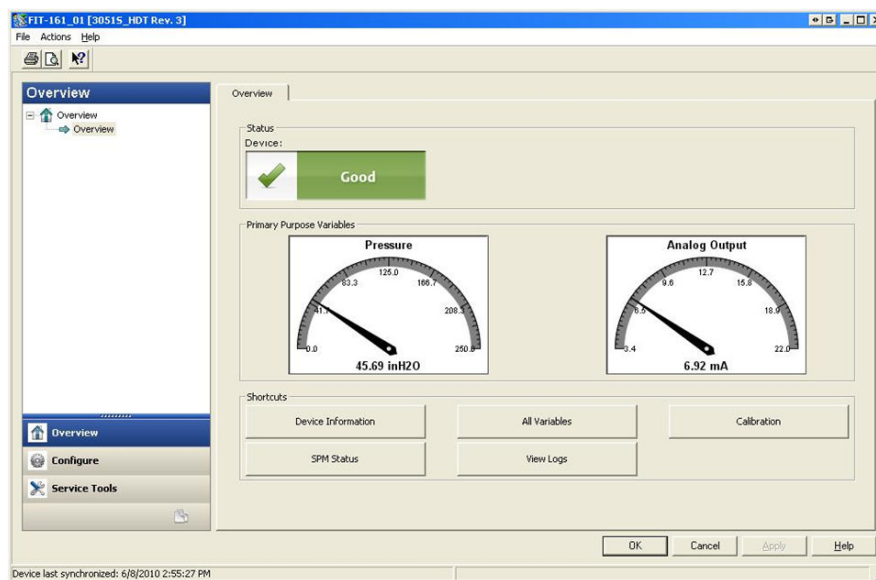 FIT-161_01 [3051S_HDT Rev. 3]
File Actions Help
Overview
Overview
Overview
Overview
Status
Device:
Good
Primary Purpose Variables
Pressure
0.0
41.7
83.3
125.0
166.7
208.3
250.0
45.69 inH2O
Analog Output
3.4
6.5
9.6
12.7
15.8
18.9
22.0
6.92 mA
Shortcuts
Device Information
All Variables
Calibration
SPM Status
View Logs
Overview
Configure
Service Tools
OK Cancel Apply Help
Device last synchronized: 6/8/2010 2:55:27 PM